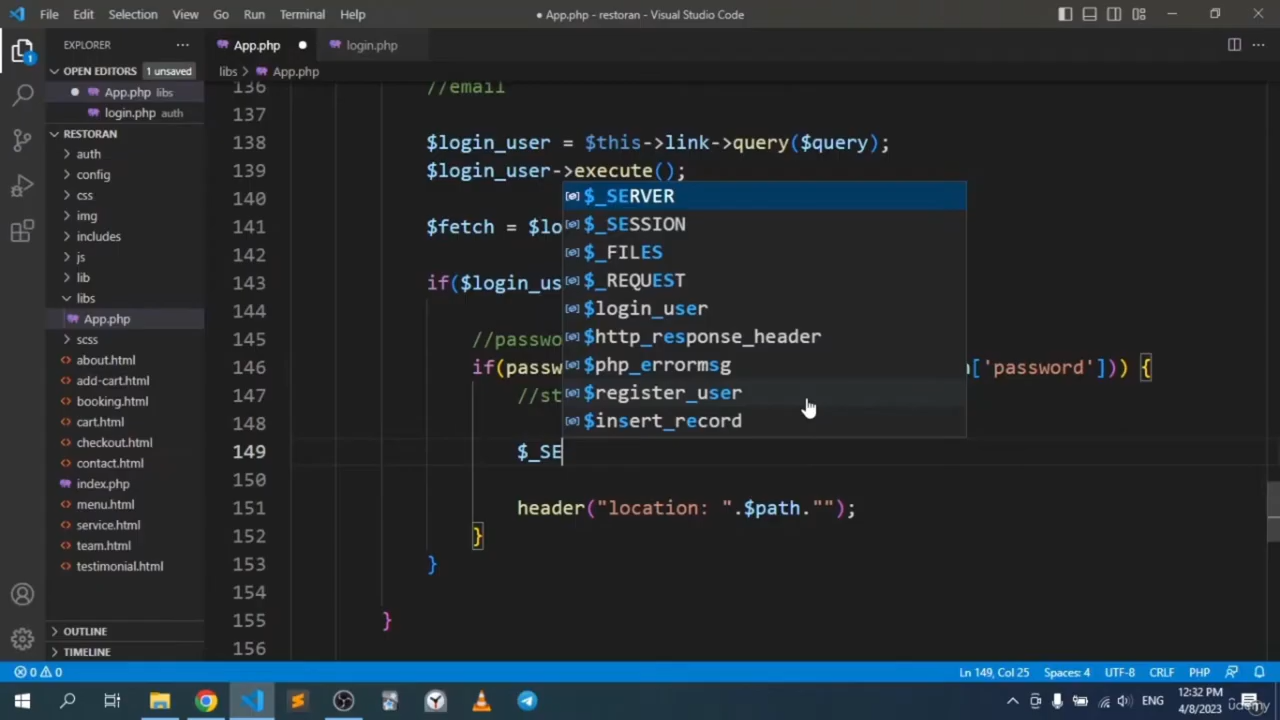 File Edit Selection View Go Run Terminal Help ● App.php - restoran - Visual Studio Code
EXPLORER ··· App.php ● login.php
OPEN EDITORS 1 unsaved libs > App.php
● App.php libs
login.php auth
RESTORAN
auth
config
css
img
includes
js
lib
libs
App.php
scss
about.html
add-cart.html
booking.html
cart.html
checkout.html
contact.html
index.php
menu.html
service.html
team.html
testimonial.html
OUTLINE
TIMELINE
136 //email
137
138 $login_user = $this->link->query($query);
139 $login_user->execute();
140
141 $fetch = $lo
142
143 if($login_us
144
145 //passwo
146 if(passw n['password'])) {
147 //st
148
149 $_SE
150
151 header("location: ".$path."");
152 }
153 }
154
155 }
156
$_SERVER
$_SESSION
$_FILES
$_REQUEST
$login_user
$http_response_header
$php_errormsg
$register_user
$insert_record
1
0 0 Ln 149, Col 25 Spaces: 4 UTF-8 CRLF PHP
ENG 12:32 PM
4/8/2023
udemy